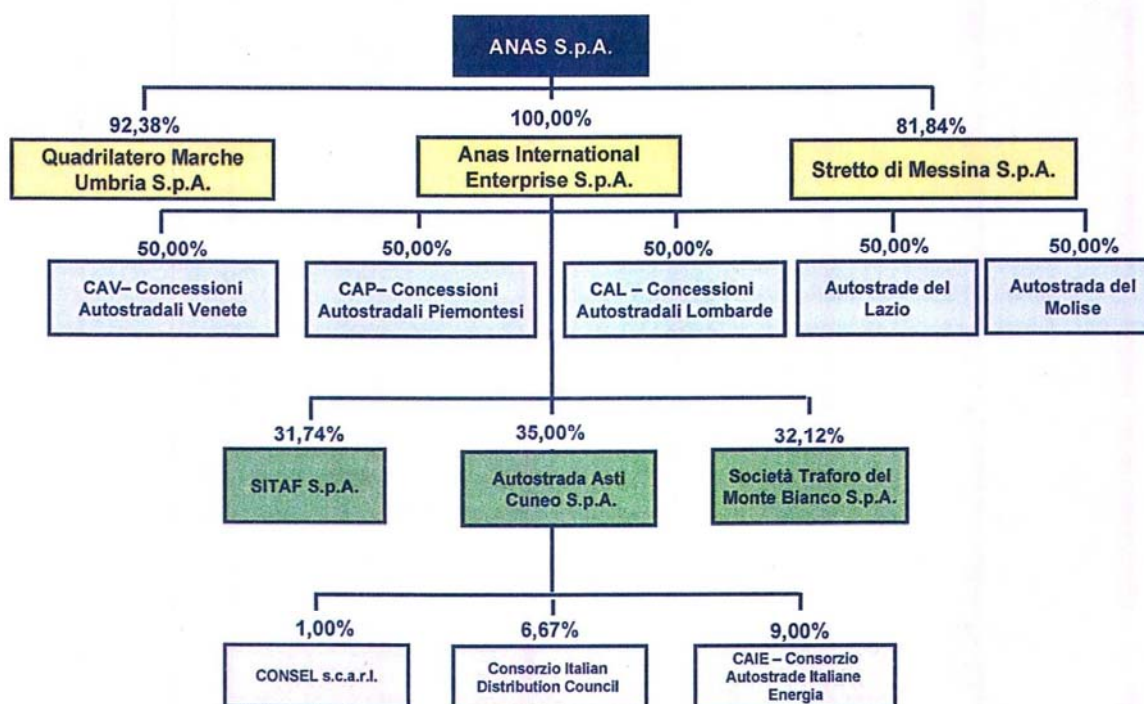 ANAS S.p.A.
92,38%
100,00%
81,84%
Quadrilatero Marche
Umbria S.p.A.
Anas International
Enterprise S.p.A.
Stretto di Messina S.p.A.
50,00%
50,00%
50,00%
50,00%
50,00%
CAV– Concessioni
Autostradali Venete
CAP– Concessioni
Autostradali Piemontesi
CAL – Concessioni
Autostradali Lombarde
Autostrade del
Lazio
Autostrada del
Molise
31,74%
35,00%
32,12%
SITAF S.p.A.
Autostrada Asti
Cuneo S.p.A.
Società Traforo del
Monte Bianco S.p.A.
1,00%
6,67%
9,00%
CONSEL s.c.a.r.l.
Consorzio Italian
Distribution Council
CAIE – Consorzio
Autostrade Italiane
Energia